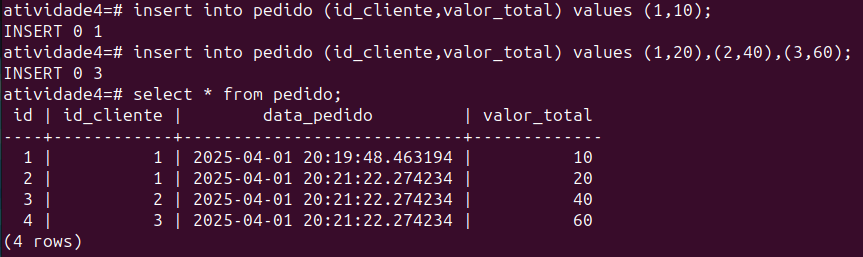 atividade4=# insert into pedido (id_cliente,valor_total) values (1,10);
INSERT 0 1
atividade4=# insert into pedido (id_cliente,valor_total) values (1,20),(2,40),(3,60);
INSERT 0 3
atividade4=# select * from pedido;
 id | id_cliente |        data_pedido         | valor_total
----+------------+----------------------------+-------------
  1 |          1 | 2025-04-01 20:19:48.463194 |          10
  2 |          1 | 2025-04-01 20:21:22.274234 |          20
  3 |          2 | 2025-04-01 20:21:22.274234 |          40
  4 |          3 | 2025-04-01 20:21:22.274234 |          60
(4 rows)